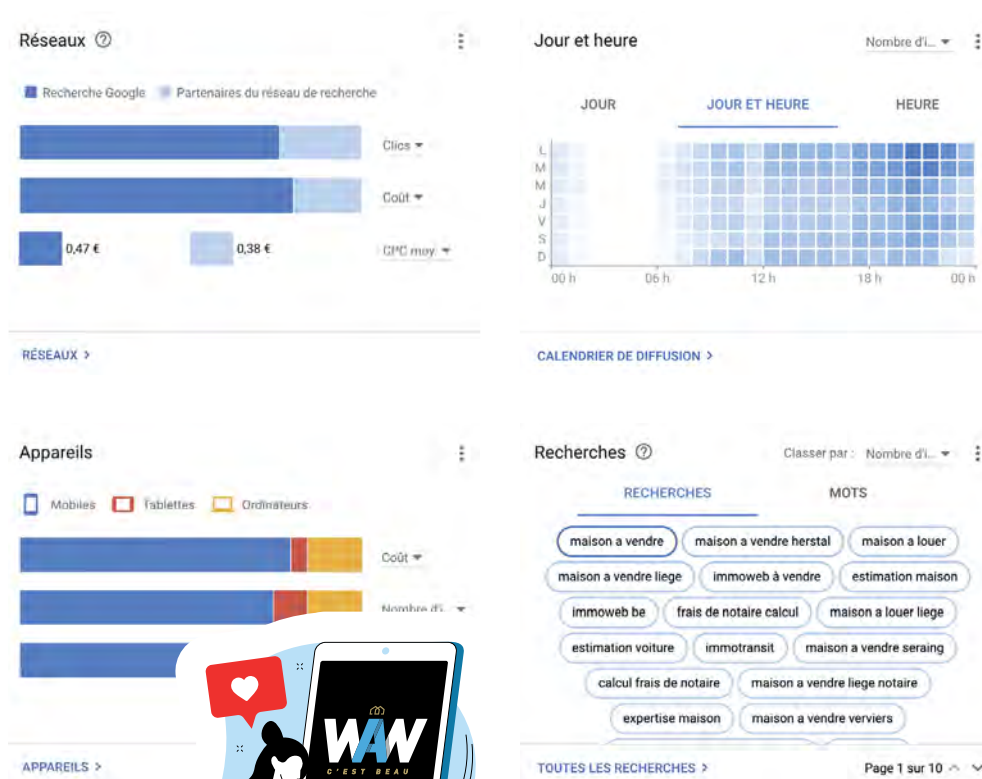 Réseaux
Recherche Google Partenaires du réseau de recherche
Clics
Coût
0,47 € 0,38 € CPC moy.
RÉSEAUX >
Jour et heure Nombre d'i...
JOUR JOUR ET HEURE HEURE
L
M
M
J
V
S
D
00 h 06 h 12 h 18 h 00 h
CALENDRIER DE DIFFUSION >
Appareils
Mobiles Tablettes Ordinateurs
Coût
Nombre d'i...
APPAREILS >
WAW
C'EST BEAU
Recherches Classer par : Nombre d'i...
RECHERCHES MOTS
maison a vendre maison a vendre herstal maison a louer
maison a vendre liege immoweb à vendre estimation maison
immoweb be frais de notaire calcul maison a louer liege
estimation voiture immotransit maison a vendre seraing
calcul frais de notaire maison a vendre liege notaire
expertise maison maison a vendre verviers
TOUTES LES RECHERCHES > Page 1 sur 10